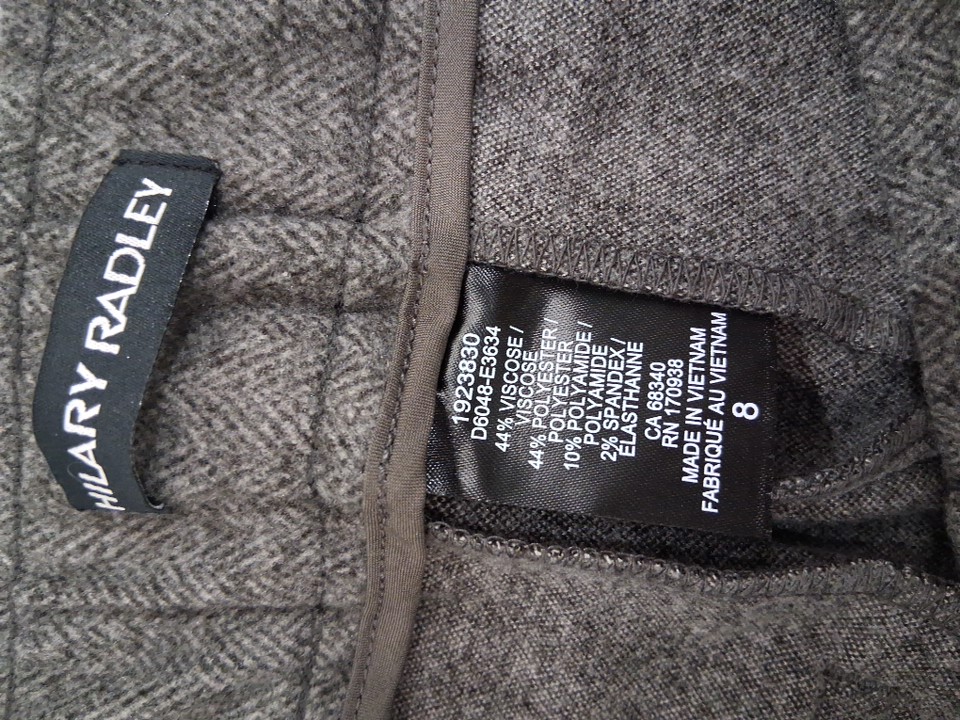 HILARY RADLEY
1923830
D6048-E3634
44% VISCOSE /
VISCOSE
44% POLYESTER /
POLYESTER
10% POLYAMIDE /
POLYAMIDE
2% SPANDEX /
ÉLASTHANNE
CA 68340
RN 170938
MADE IN VIETNAM
FABRIQUÉ AU VIETNAM
8